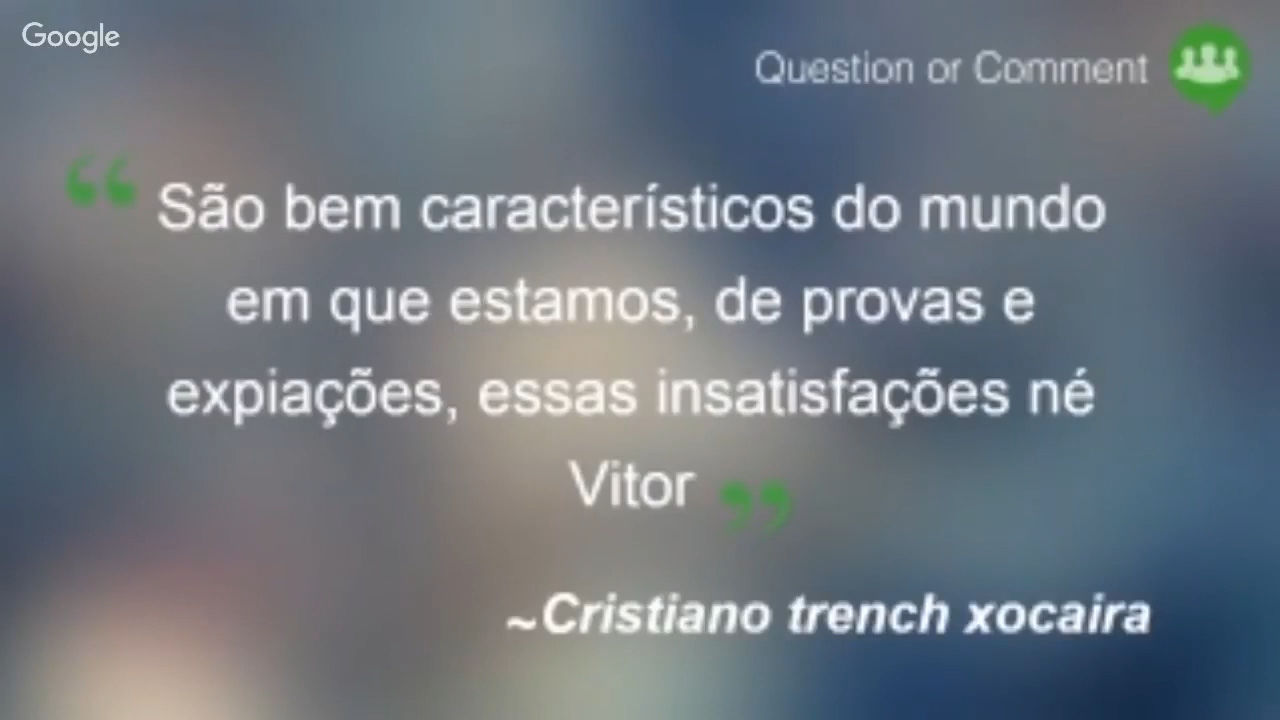 Google
Question or Comment
“ São bem característicos do mundo
em que estamos, de provas e
expiações, essas insatisfações né
Vitor ”
~Cristiano trench xocaira